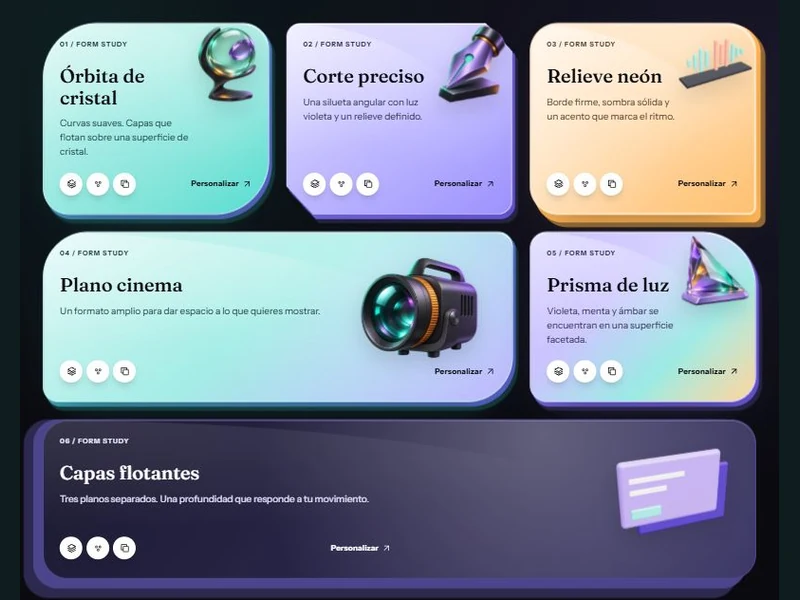 01 / FORM STUDY
Órbita de
cristal
Curvas suaves. Capas que
flotan sobre una superficie de
cristal.
Personalizar
02 / FORM STUDY
Corte preciso
Una silueta angular con luz
violeta y un relieve definido.
Personalizar
03 / FORM STUDY
Relieve neón
Borde firme, sombra sólida y
un acento que marca el ritmo.
Personalizar
04 / FORM STUDY
Plano cinema
Un formato amplio para dar espacio a lo que quieres mostrar.
Personalizar
05 / FORM STUDY
Prisma de luz
Violeta, menta y ámbar se
encuentran en una superficie
facetada.
Personalizar
06 / FORM STUDY
Capas flotantes
Tres planos separados. Una profundidad que responde a tu movimiento.
Personalizar